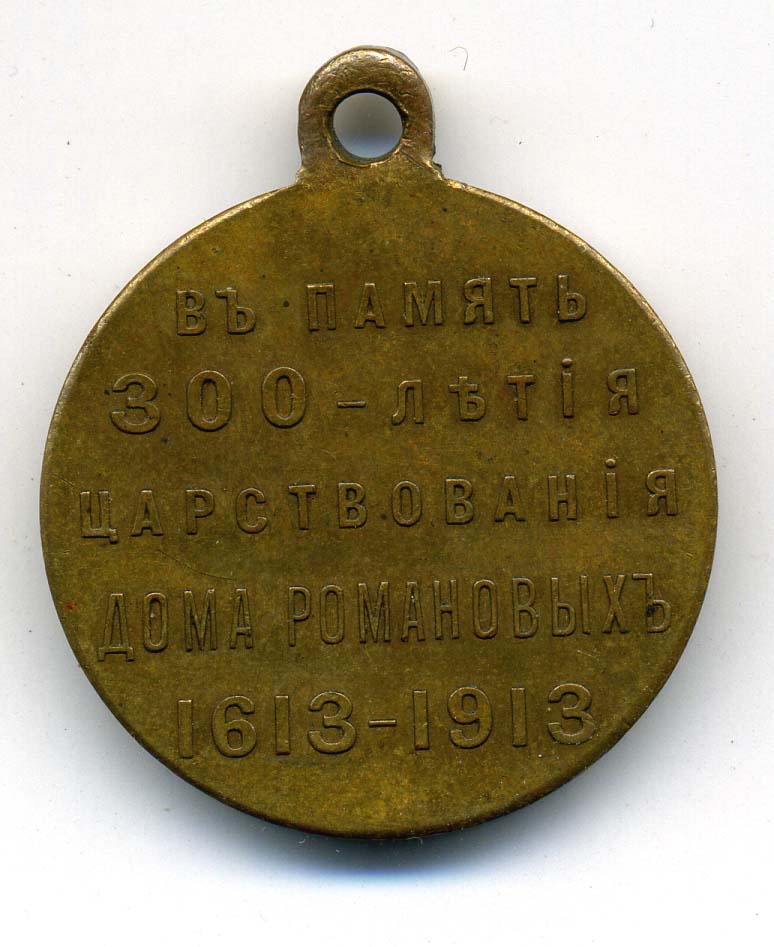 ВЪ ПАМЯТЬ
300-ЛѢТІЯ
ЦАРСТВОВАНІЯ
ДОМА РОМАНОВЫХЪ
1613-1913